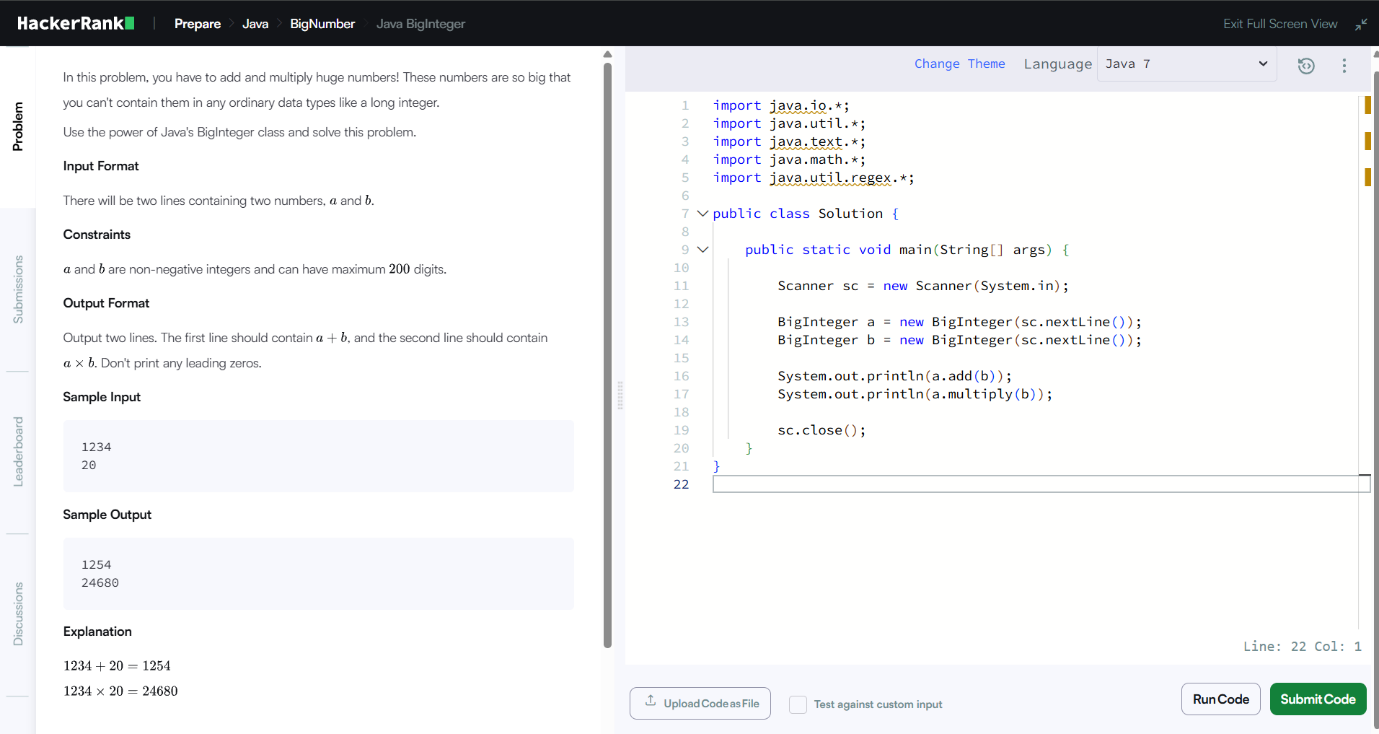 HackerRank | Prepare > Java > BigNumber > Java BigInteger Exit Full Screen View
Problem
Submissions
Leaderboard
Discussions
In this problem, you have to add and multiply huge numbers! These numbers are so big that
you can't contain them in any ordinary data types like a long integer.
Use the power of Java's BigInteger class and solve this problem.
Input Format
There will be two lines containing two numbers, a and b.
Constraints
a and b are non-negative integers and can have maximum 200 digits.
Output Format
Output two lines. The first line should contain a + b, and the second line should contain
a × b. Don't print any leading zeros.
Sample Input
1234
20
Sample Output
1254
24680
Explanation
1234 + 20 = 1254
1234 × 20 = 24680
Change Theme Language Java 7
1 import java.io.*;
2 import java.util.*;
3 import java.text.*;
4 import java.math.*;
5 import java.util.regex.*;
6
7 public class Solution {
8
9 public static void main(String[] args) {
10
11 Scanner sc = new Scanner(System.in);
12
13 BigInteger a = new BigInteger(sc.nextLine());
14 BigInteger b = new BigInteger(sc.nextLine());
15
16 System.out.println(a.add(b));
17 System.out.println(a.multiply(b));
18
19 sc.close();
20 }
21 }
22
Line: 22 Col: 1
Upload Code as File Test against custom input Run Code Submit Code